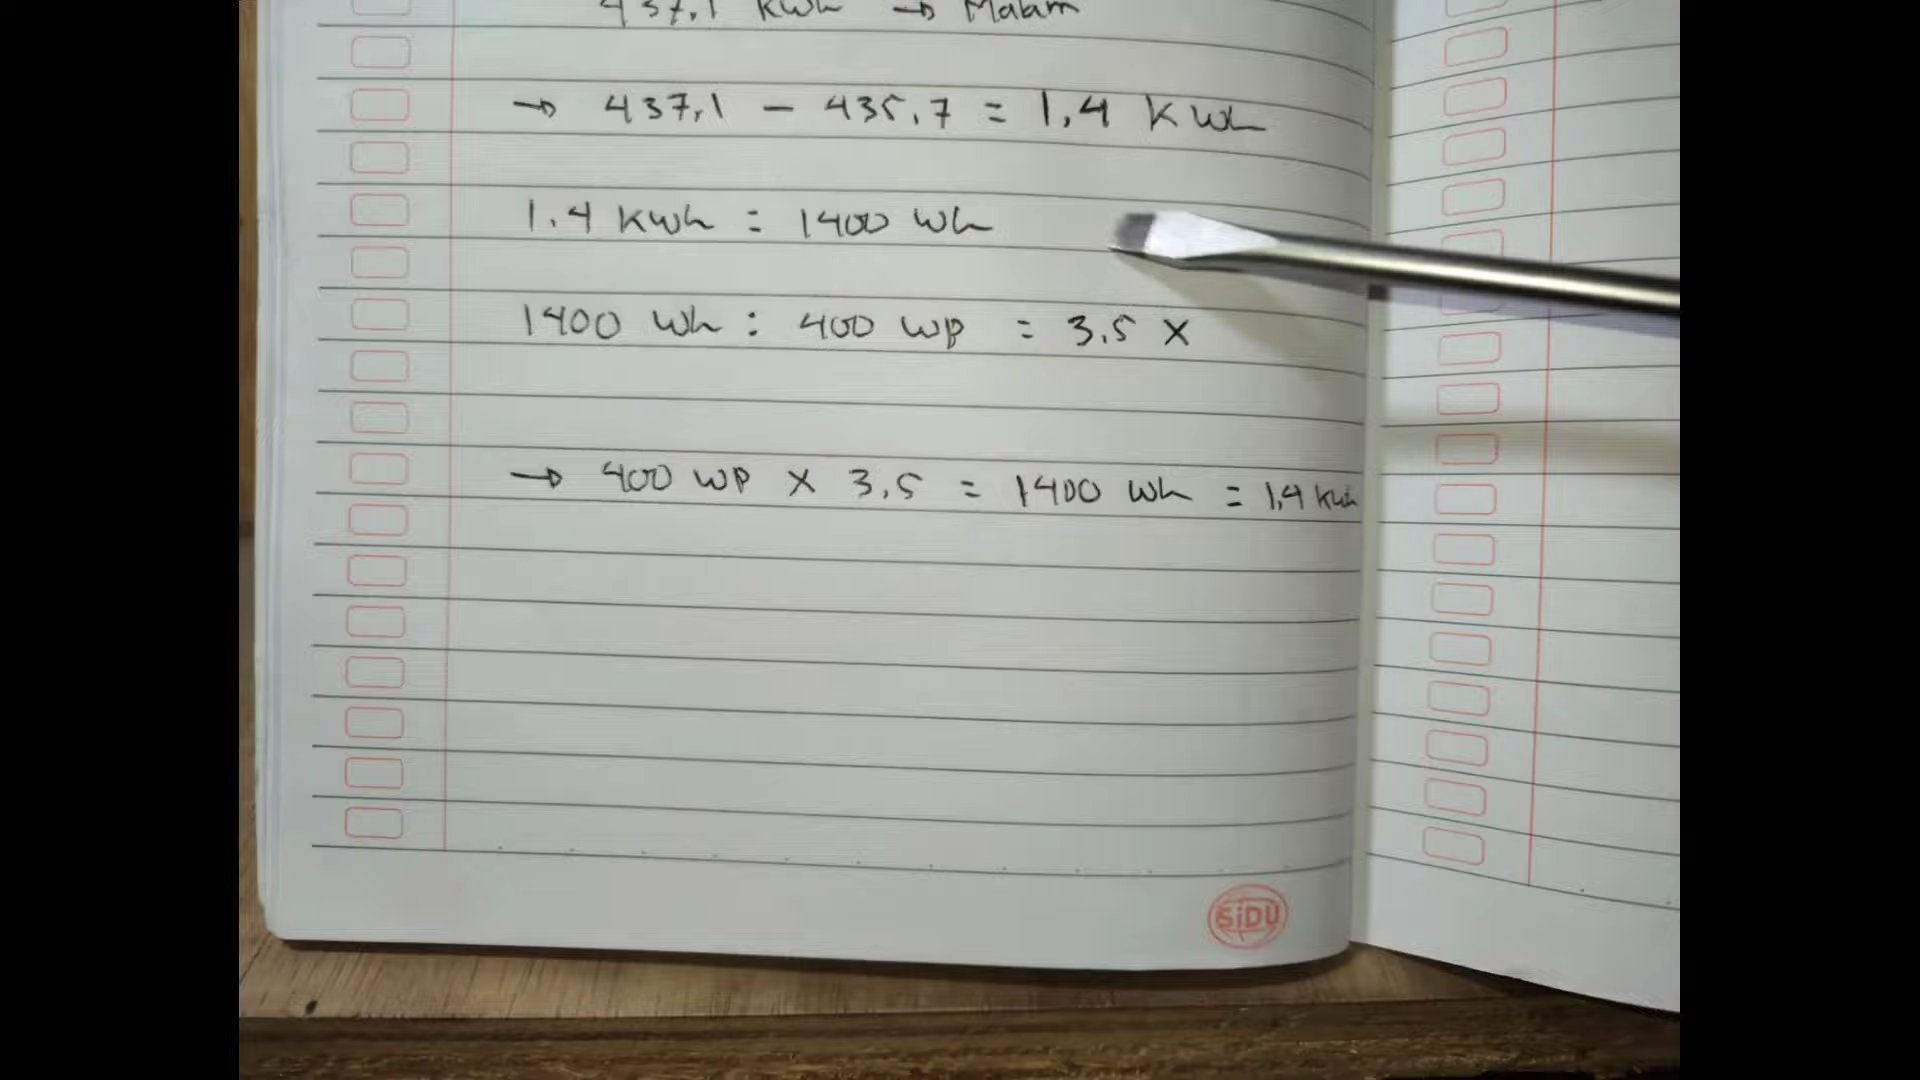 437,1 kwh → Malam
→ 437,1 - 435,7 = 1,4 Kwh
1.4 kwh = 1400 wh
1400 wh : 400 wp = 3,5 x
→ 400 wp x 3,5 = 1400 wh = 1,4 kwh
SiDU